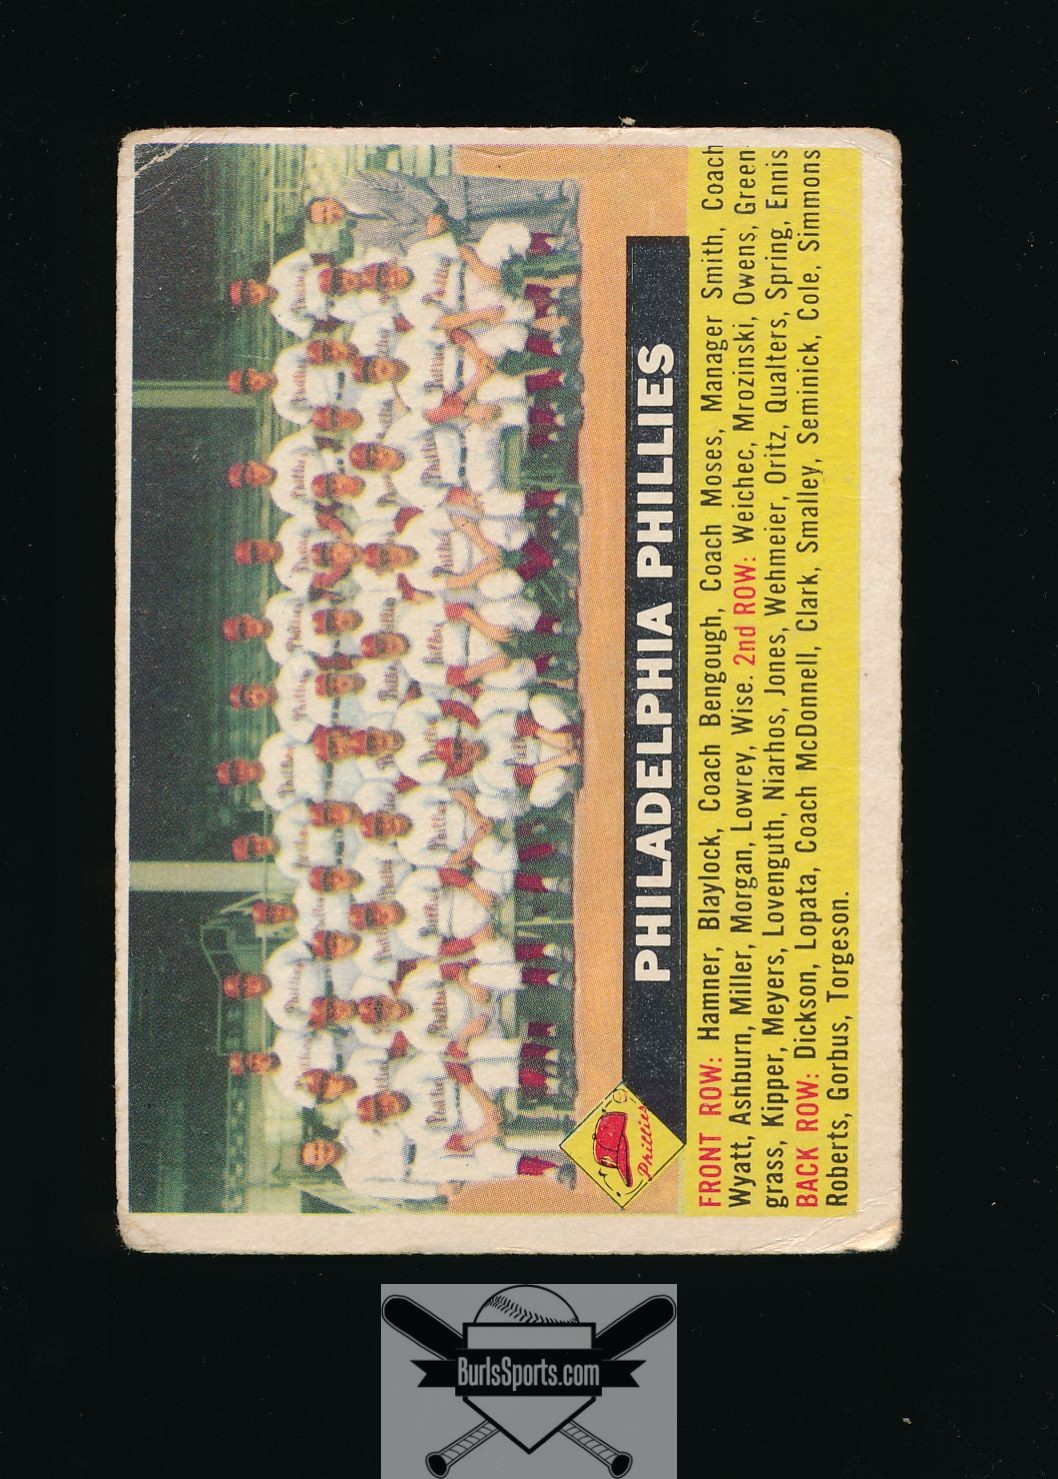 PHILADELPHIA PHILLIES
Phillies
FRONT ROW: Hamner, Blaylock, Coach Bengough, Coach Moses, Manager Smith, Coach
Wyatt, Ashburn, Miller, Morgan, Lowrey, Wise. 2nd ROW: Weichec, Mrozinski, Owens, Green-
grass, Kipper, Meyers, Lovenguth, Niarhos, Jones, Wehmeier, Oritz, Qualters, Spring, Ennis
BACK ROW: Dickson, Lopata, Coach McDonnell, Clark, Smalley, Seminick, Cole, Simmons
Roberts, Gorbus, Torgeson.
BurlsSports.com